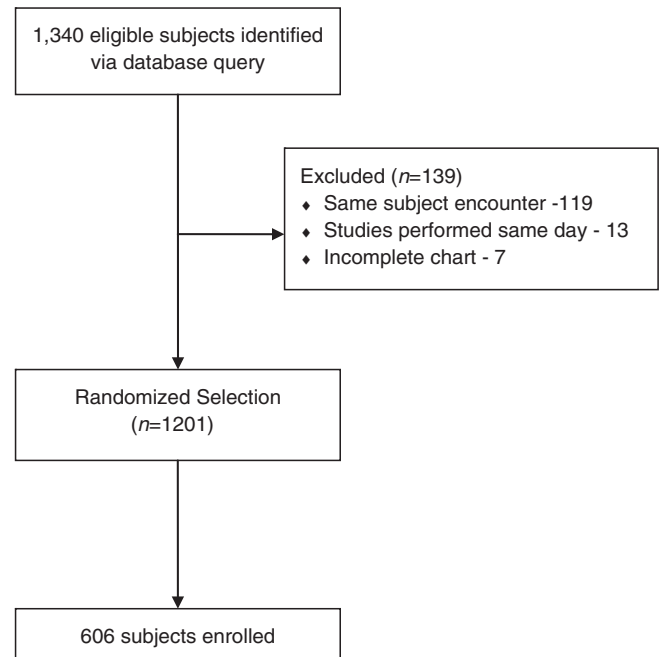 1,340 eligible subjects identified
via database query
Excluded (n=139)
♦ Same subject encounter -119
♦ Studies performed same day - 13
♦ Incomplete chart - 7
Randomized Selection
(n=1201)
606 subjects enrolled